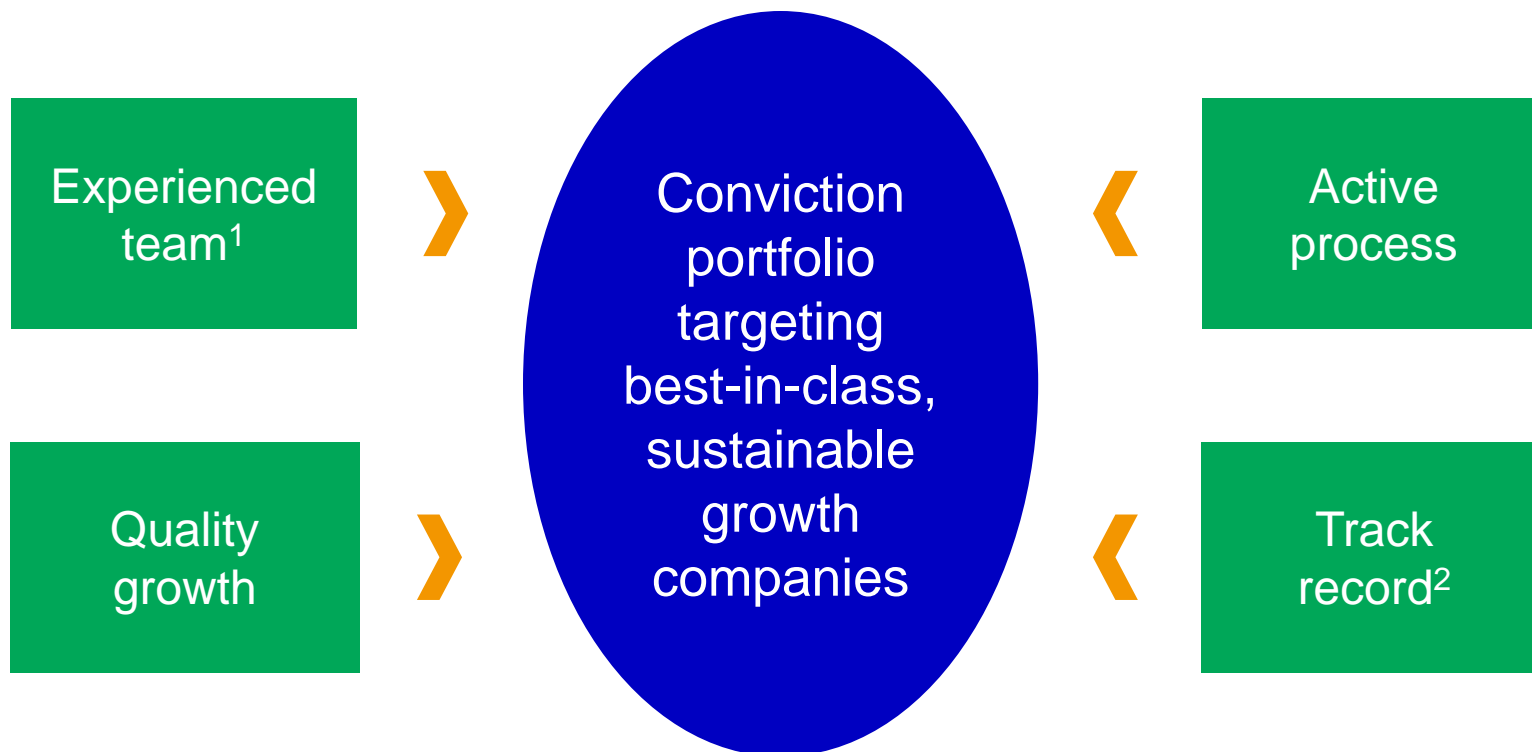 Experienced
team1
Quality
growth
Conviction
portfolio
targeting
best-in-class,
sustainable
growth
companies
Active
process
Track
record2